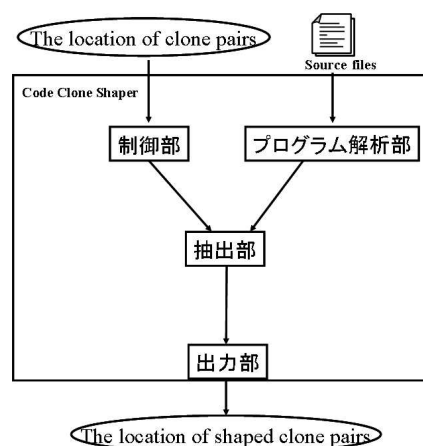 The location of clone pairs
Source files
Code Clone Shaper
制御部
プログラム解析部
抽出部
出力部
The location of shaped clone pairs